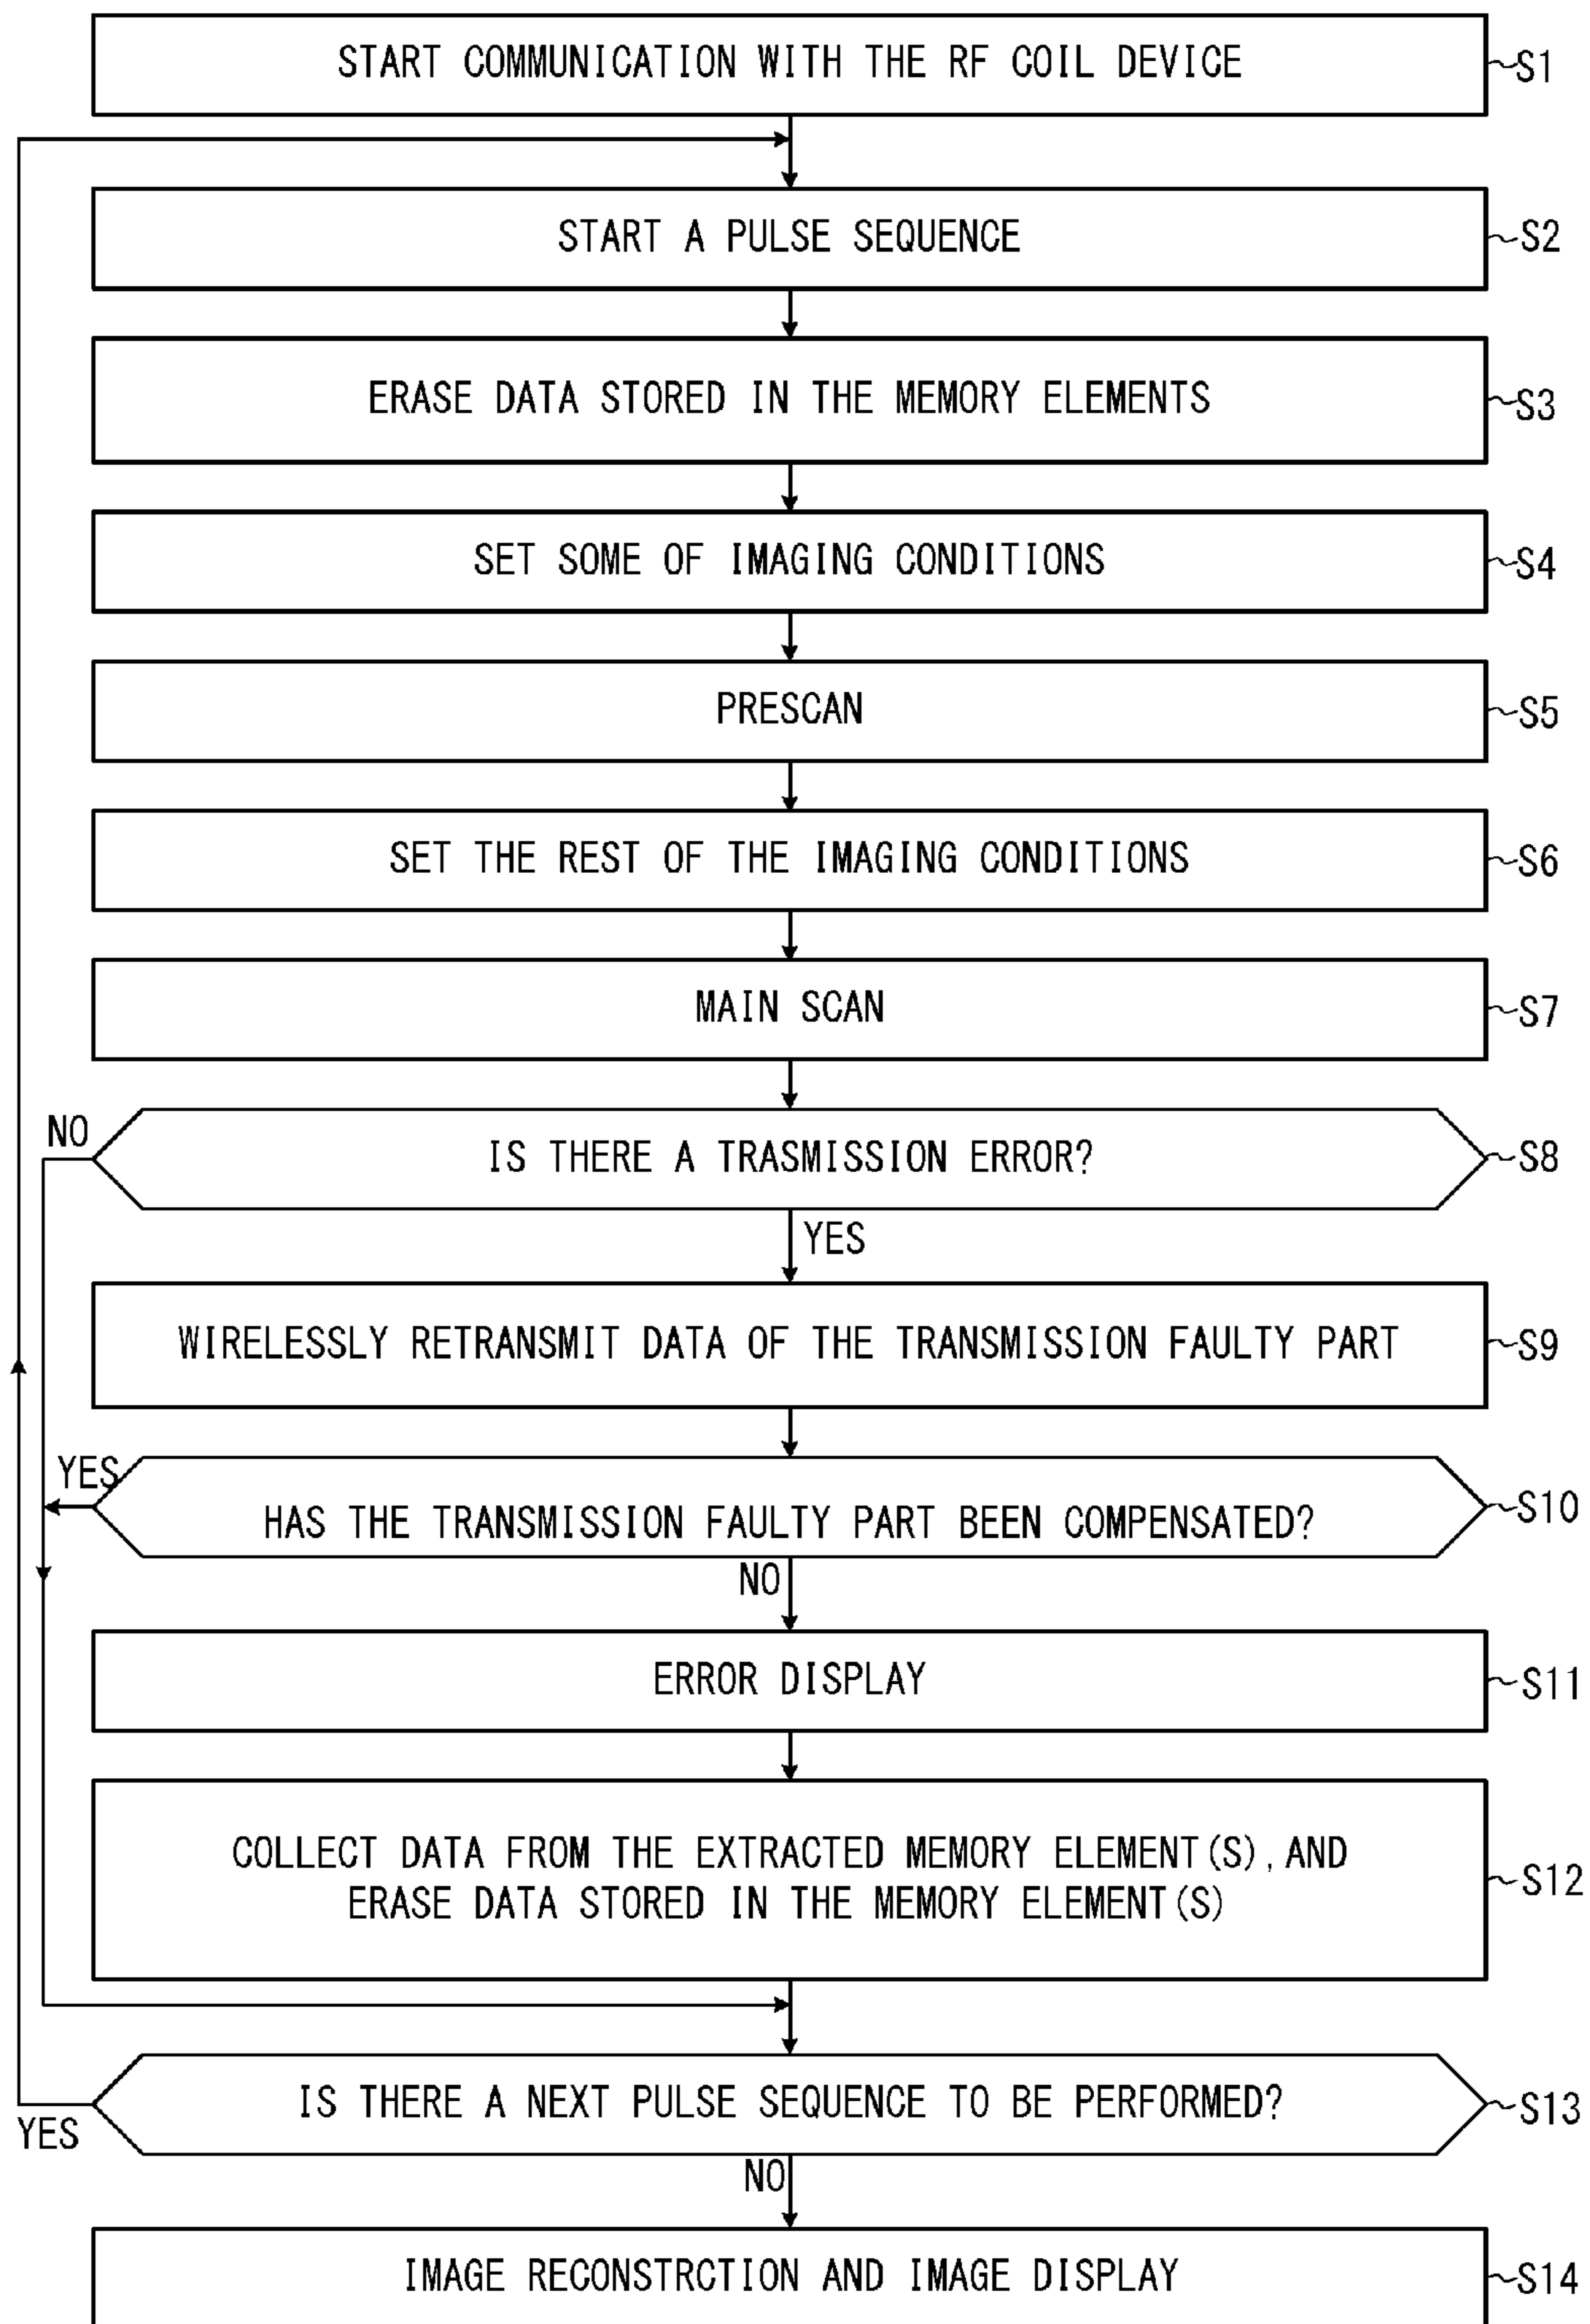 START COMMUNICATION WITH THE RF COIL DEVICE
S1
START A PULSE SEQUENCE
S2
ERASE DATA STORED IN THE MEMORY ELEMENTS
S3
SET SOME OF IMAGING CONDITIONS
S4
PRESCAN
S5
SET THE REST OF THE IMAGING CONDITIONS
S6
MAIN SCAN
S7
NO
IS THERE A TRASMISSION ERROR?
S8
YES
WIRELESSLY RETRANSMIT DATA OF THE TRANSMISSION FAULTY PART
S9
YES
HAS THE TRANSMISSION FAULTY PART BEEN COMPENSATED?
S10
NO
ERROR DISPLAY
S11
COLLECT DATA FROM THE EXTRACTED MEMORY ELEMENT(S), AND
ERASE DATA STORED IN THE MEMORY ELEMENT(S)
S12
IS THERE A NEXT PULSE SEQUENCE TO BE PERFORMED?
S13
YES
NO
IMAGE RECONSTRCTION AND IMAGE DISPLAY
S14